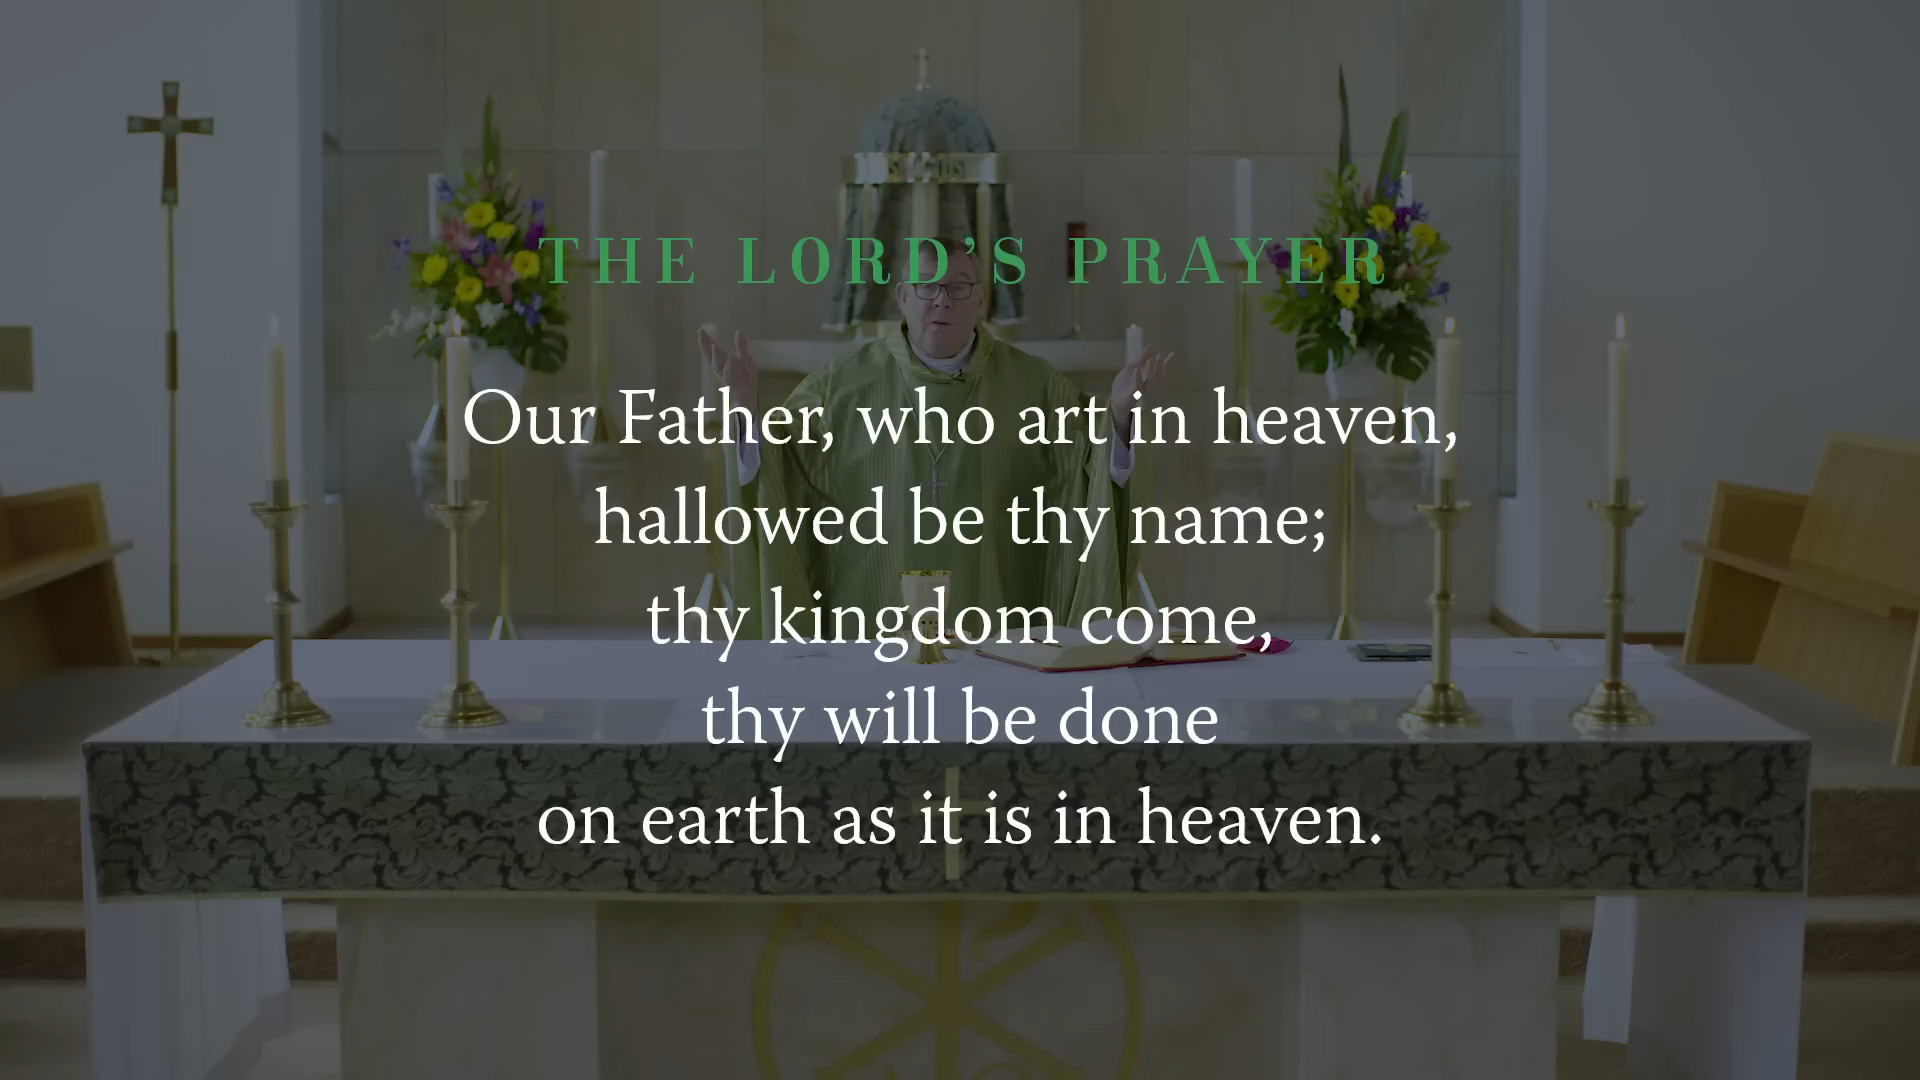 THE LORD’S PRAYER
Our Father, who art in heaven,
hallowed be thy name;
thy kingdom come,
thy will be done
on earth as it is in heaven.